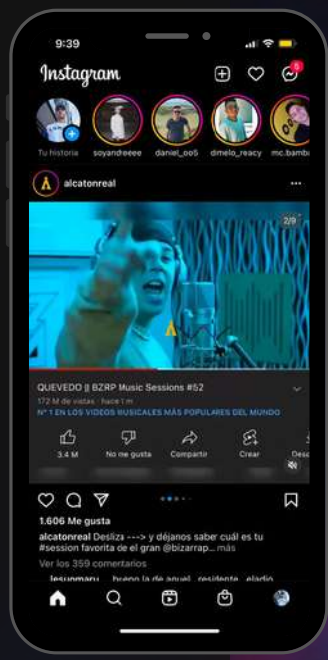 9:39
Instagram
5
Tu historia
soyandreeee
daniel_oo5
dimelo_reacy
mc.bambi
alcatonreal
2/9
QUEVEDO || BZRP Music Sessions #52
172 M de vistas · hace 1 m
N° 1 EN LOS VIDEOS MUSICALES MÁS POPULARES DEL MUNDO
3.4 M
No me gusta
Compartir
Crear
1.606 Me gusta
alcatonreal Desliza ---> y déjanos saber cuál es tu
#session favorita de el gran @bizarrap... más
Ver los 359 comentarios